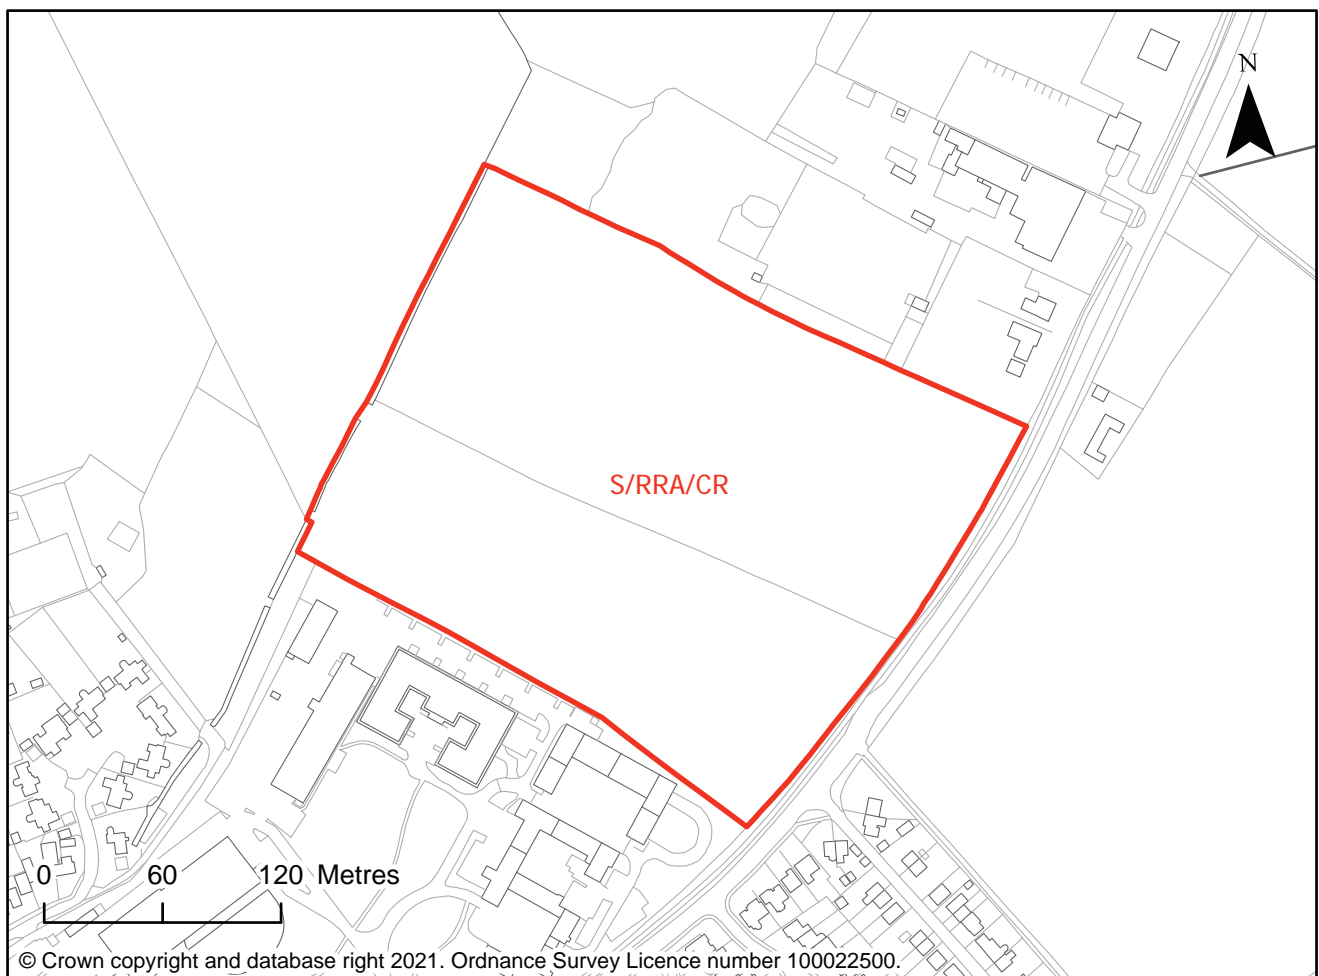 N
S/RRA/CR
0 60 120 Metres
© Crown copyright and database right 2021. Ordnance Survey Licence number 100022500.